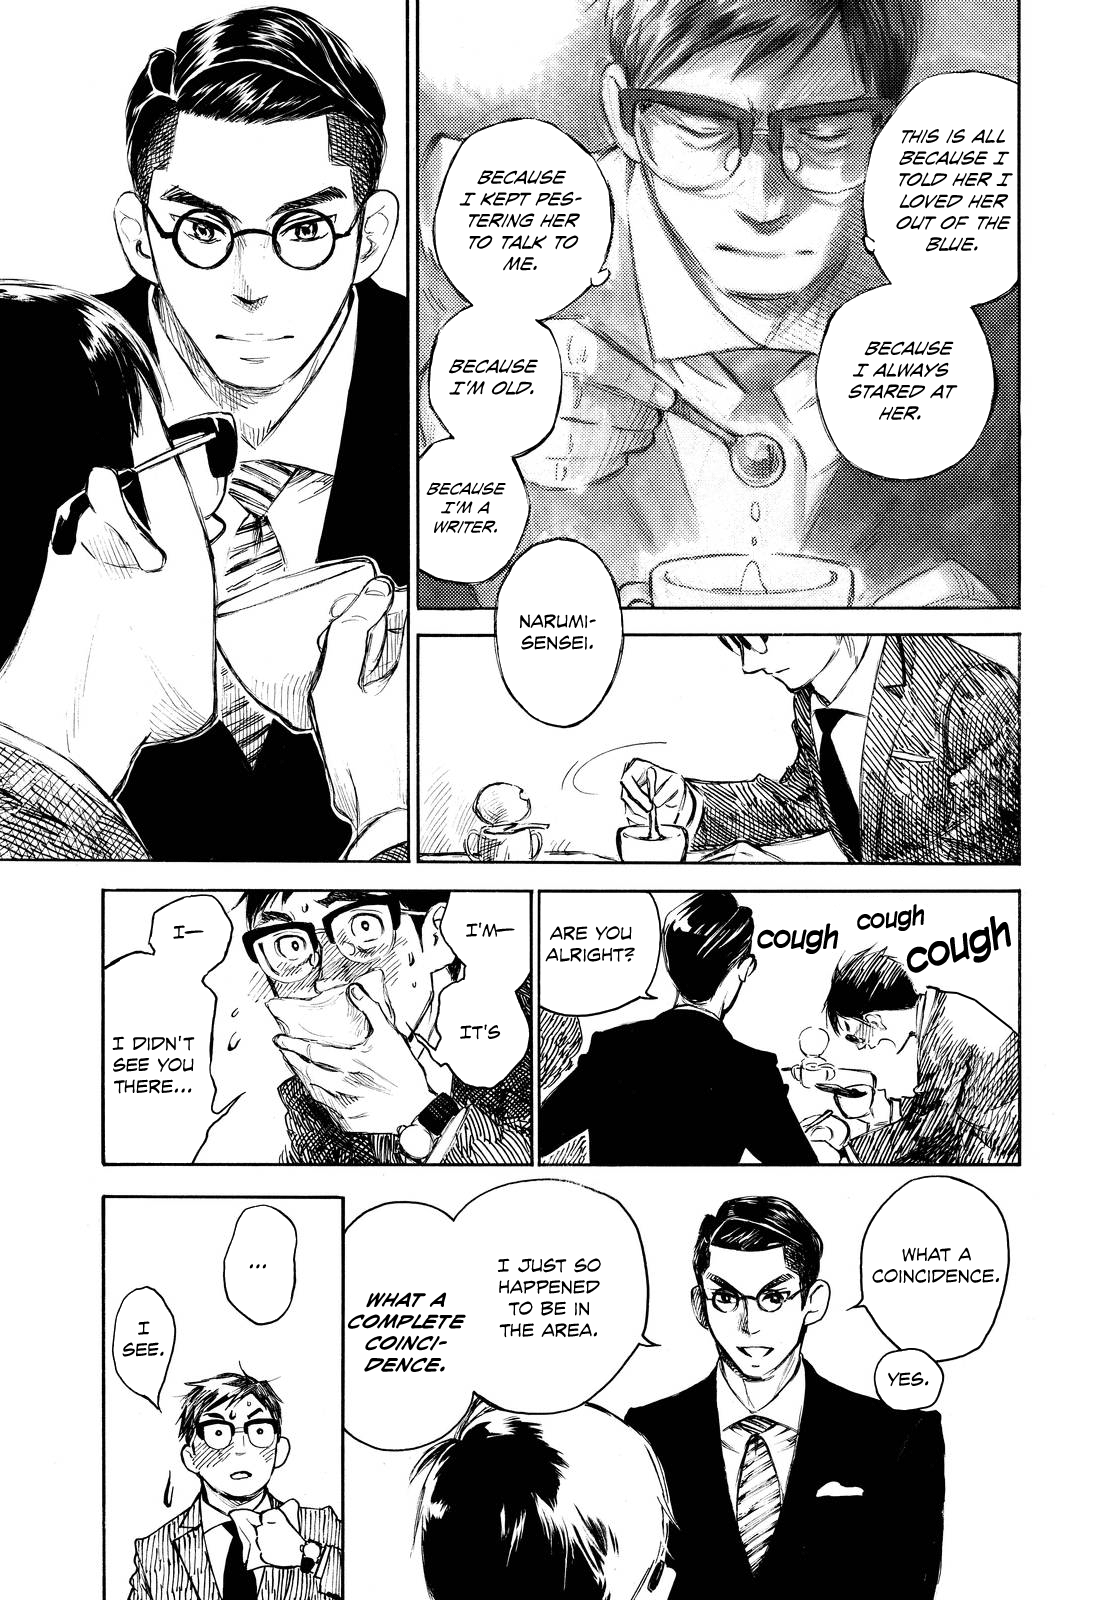 THIS IS ALL
BECAUSE I
TOLD HER I
LOVED HER
OUT OF THE
BLUE.
BECAUSE
I ALWAYS
STARED AT
HER.
BECAUSE
I KEPT PES-
TERING HER
TO TALK TO
ME.
BECAUSE
I'M OLD.
BECAUSE
I'M A
WRITER.
NARUMI-
SENSEI.
cough
cough
cough
ARE YOU
ALRIGHT?
I'M—
IT'S
I—
I DIDN'T
SEE YOU
THERE...
WHAT A
COINCIDENCE.
YES.
I JUST SO
HAPPENED
TO BE IN
THE AREA.
WHAT A
COMPLETE
COINCI-
DENCE.
...
I
SEE.